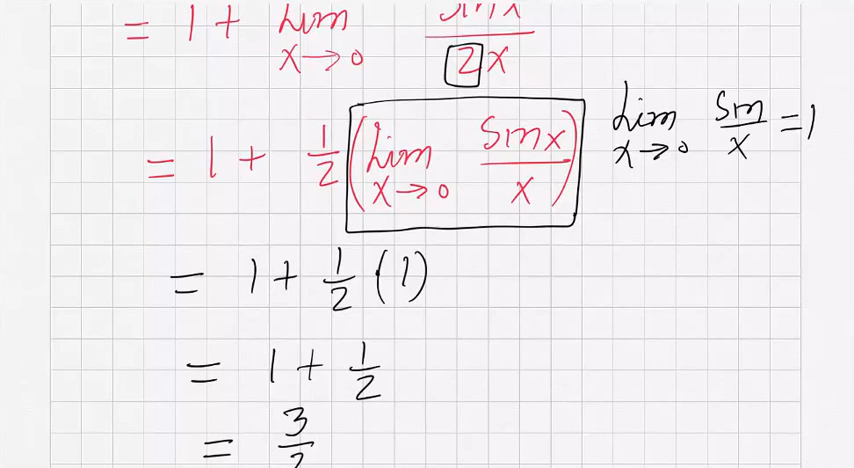 = 1 + lim x→0 sinx/2x
= 1 + 1/2 (lim x→0 sinx/x) lim x→0 sin/x = 1
= 1 + 1/2 (1)
= 1 + 1/2
= 3/2